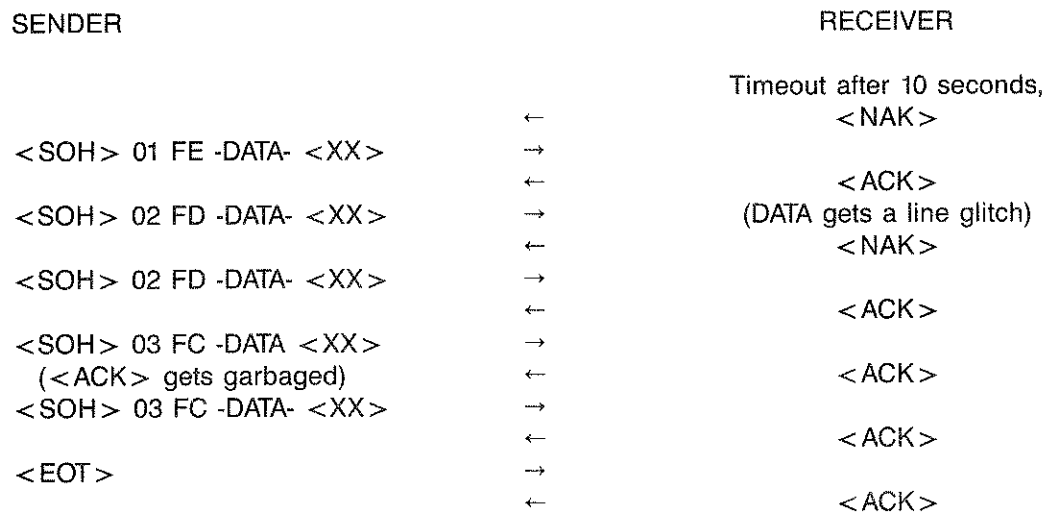 SENDER RECEIVER
Timeout after 10 seconds,
← <NAK>
<SOH> 01 FE -DATA- <XX> →
← <ACK>
<SOH> 02 FD -DATA- <XX> → (DATA gets a line glitch)
← <NAK>
<SOH> 02 FD -DATA- <XX> →
← <ACK>
<SOH> 03 FC -DATA <XX> →
(<ACK> gets garbaged) ← <ACK>
<SOH> 03 FC -DATA- <XX> →
← <ACK>
<EOT> →
← <ACK>